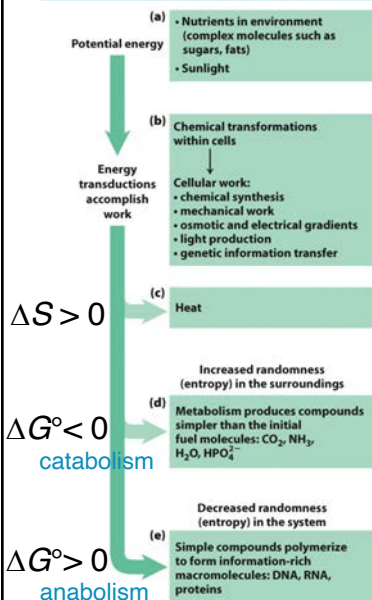 (a)
• Nutrients in environment
(complex molecules such as
sugars, fats)
• Sunlight
Potential energy
(b)
Chemical transformations
within cells
Cellular work:
• chemical synthesis
• mechanical work
• osmotic and electrical gradients
• light production
• genetic information transfer
Energy
transductions
accomplish
work
(c)
Heat
ΔS > 0
Increased randomness
(entropy) in the surroundings
(d)
Metabolism produces compounds
simpler than the initial
fuel molecules: CO₂, NH₃,
H₂O, HPO₄²⁻
ΔG° < 0
catabolism
Decreased randomness
(entropy) in the system
(e)
Simple compounds polymerize
to form information-rich
macromolecules: DNA, RNA,
proteins
ΔG° > 0
anabolism